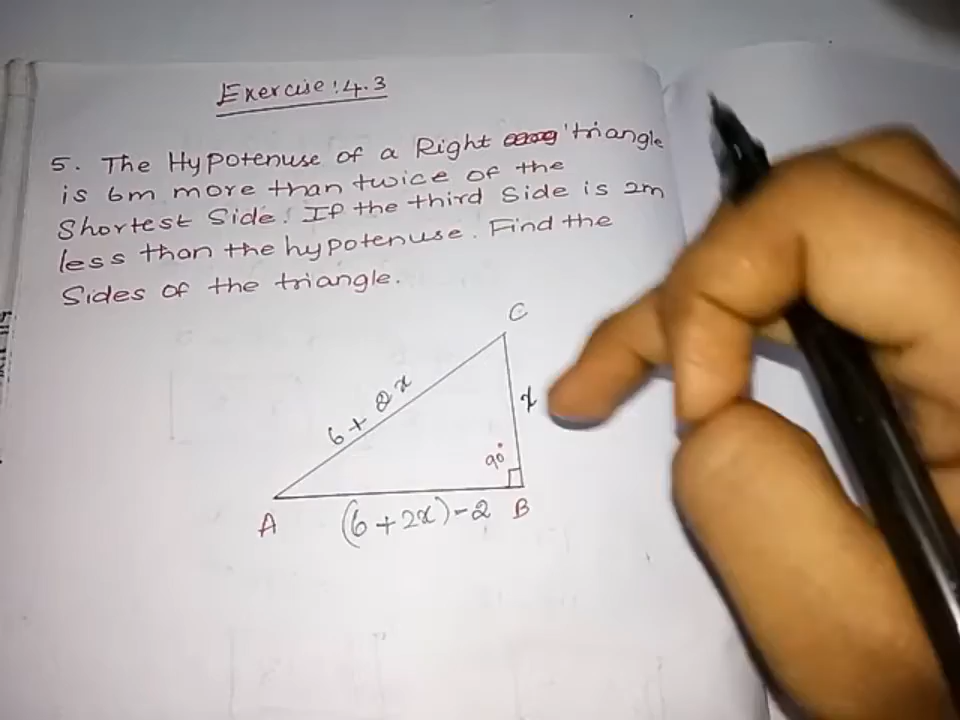 Exercise: 4.3
5. The Hypotenuse of a Right triangle
is 6m more than twice of the
Shortest Side. If the third Side is 2m
less than the hypotenuse. Find the
Sides of the triangle.
C
6 + 2x
x
90°
A
(6 + 2x) - 2
B